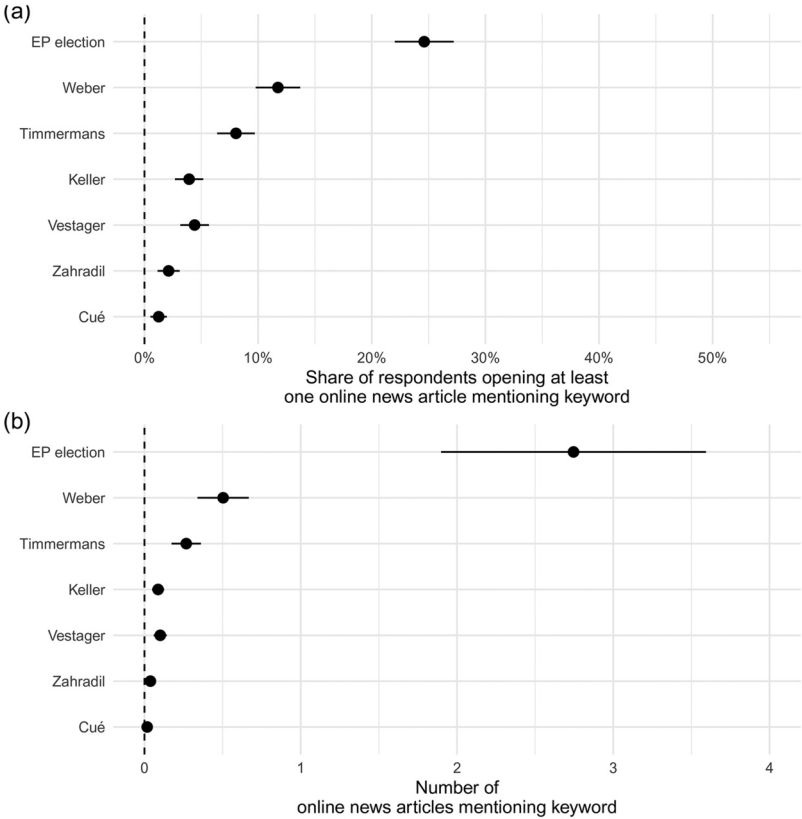 (a)
EP election
Weber
Timmermans
Keller
Vestager
Zahradil
Cué
0% 10% 20% 30% 40% 50%
Share of respondents opening at least
one online news article mentioning keyword
(b)
EP election
Weber
Timmermans
Keller
Vestager
Zahradil
Cué
0 1 2 3 4
Number of
online news articles mentioning keyword